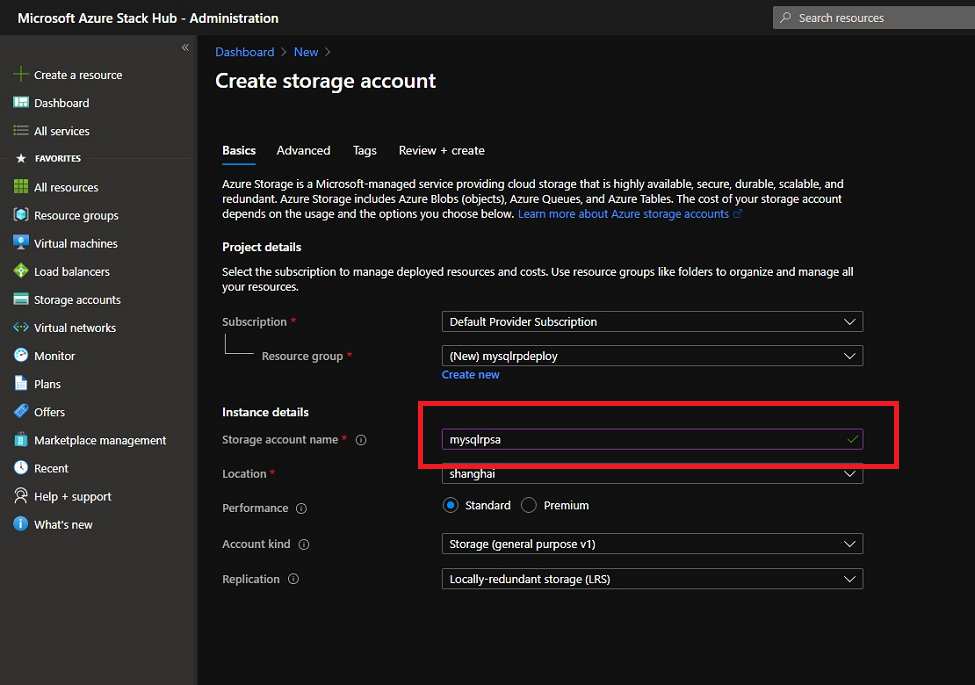 Microsoft Azure Stack Hub - Administration
Search resources
«
Create a resource
Dashboard
All services
FAVORITES
All resources
Resource groups
Virtual machines
Load balancers
Storage accounts
Virtual networks
Monitor
Plans
Offers
Marketplace management
Recent
Help + support
What's new
Dashboard > New >
Create storage account
Basics Advanced Tags Review + create
Azure Storage is a Microsoft-managed service providing cloud storage that is highly available, secure, durable, scalable, and
redundant. Azure Storage includes Azure Blobs (objects), Azure Queues, and Azure Tables. The cost of your storage account
depends on the usage and the options you choose below. Learn more about Azure storage accounts
Project details
Select the subscription to manage deployed resources and costs. Use resource groups like folders to organize and manage all
your resources.
Subscription * Default Provider Subscription
Resource group * (New) mysqlrpdeploy
Create new
Instance details
Storage account name * mysqlrpsa
Location * shanghai
Performance Standard Premium
Account kind Storage (general purpose v1)
Replication Locally-redundant storage (LRS)